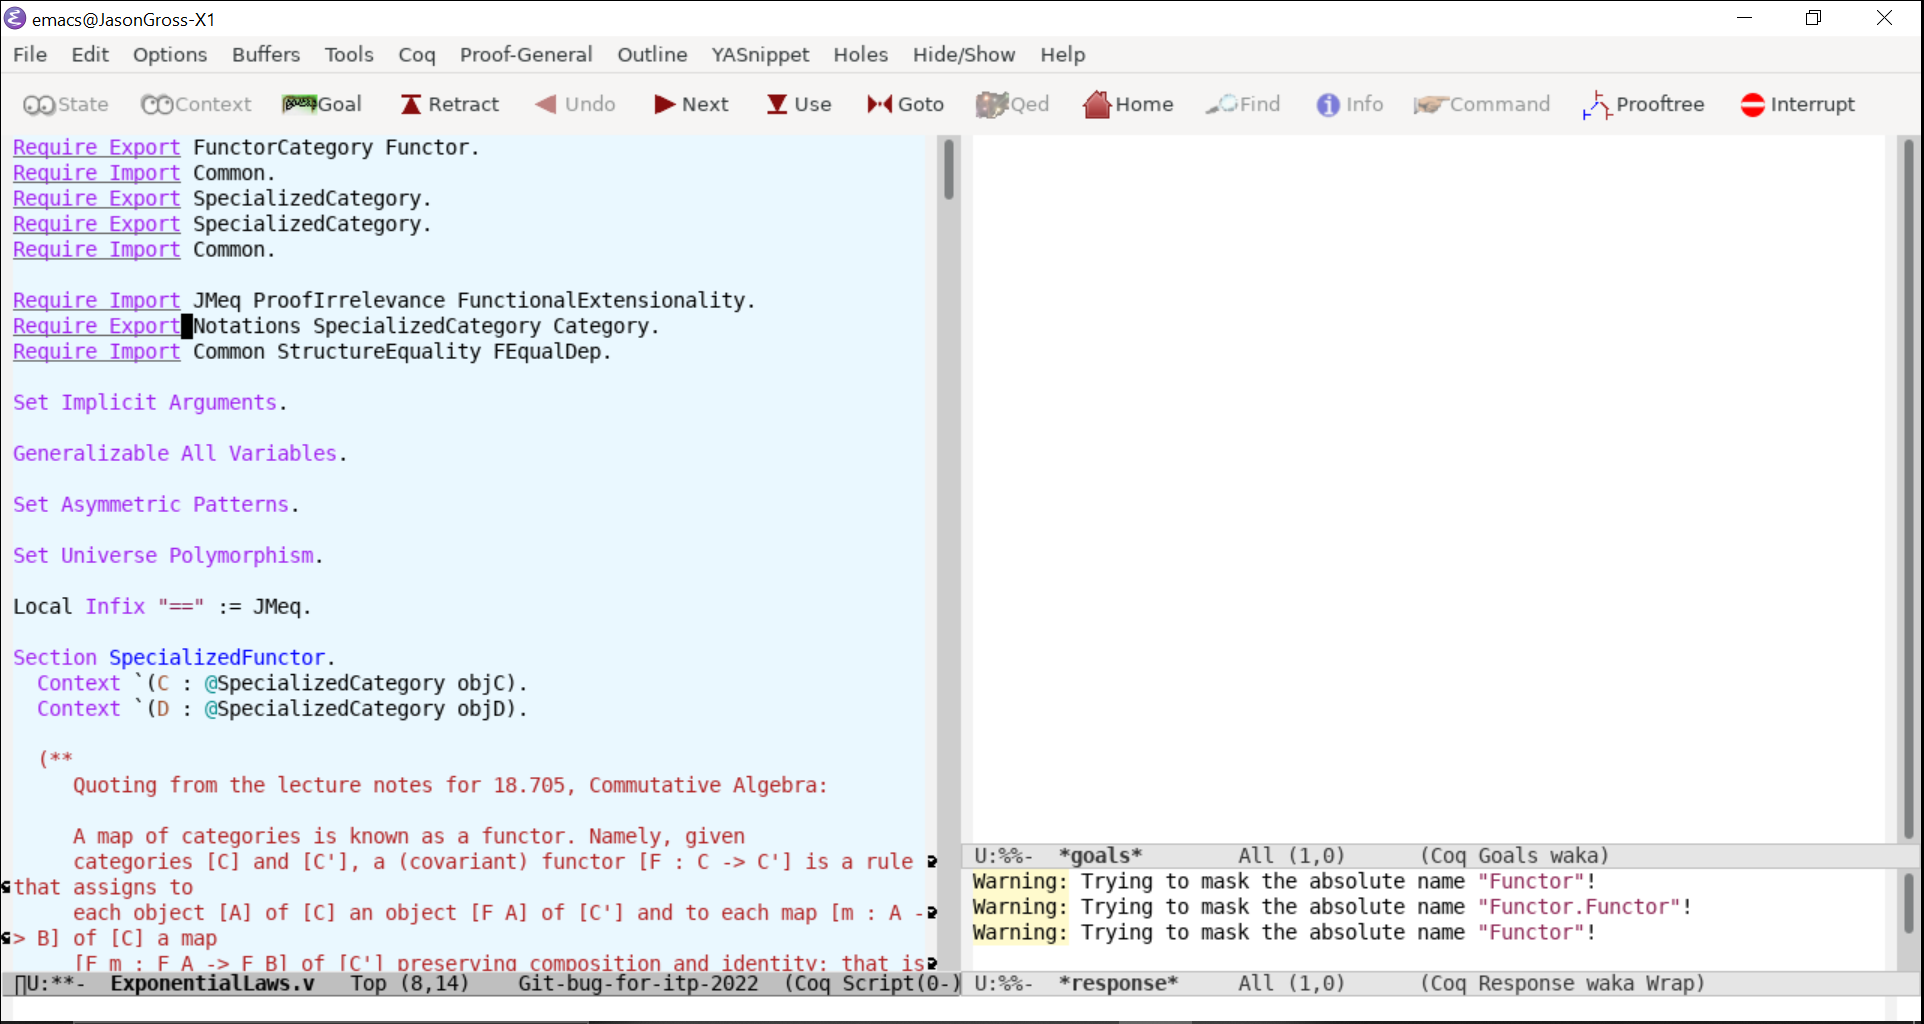 emacs@JasonGross-X1
File Edit Options Buffers Tools Coq Proof-General Outline YASnippet Holes Hide/Show Help
State Context Goal Retract Undo Next Use Goto Qed Home Find Info Command Prooftree Interrupt
Require Export FunctorCategory Functor.
Require Import Common.
Require Export SpecializedCategory.
Require Export SpecializedCategory.
Require Import Common.
Require Import JMeq ProofIrrelevance FunctionalExtensionality.
Require Export Notations SpecializedCategory Category.
Require Import Common StructureEquality FEqualDep.
Set Implicit Arguments.
Generalizable All Variables.
Set Asymmetric Patterns.
Set Universe Polymorphism.
Local Infix "==" := JMeq.
Section SpecializedFunctor.
Context `(C : @SpecializedCategory objC).
Context `(D : @SpecializedCategory objD).
(**
Quoting from the lecture notes for 18.705, Commutative Algebra:
A map of categories is known as a functor. Namely, given
categories [C] and [C'], a (covariant) functor [F : C -> C'] is a rule
that assigns to
each object [A] of [C] an object [F A] of [C'] and to each map [m : A -
> B] of [C] a map
[F m : F A -> F B] of [C'] preserving composition and identity; that is
U:**- ExponentialLaws.v Top (8,14) Git-bug-for-itp-2022 (Coq Script(0-)
U:%%- *goals* All (1,0) (Coq Goals waka)
Warning: Trying to mask the absolute name "Functor"!
Warning: Trying to mask the absolute name "Functor.Functor"!
Warning: Trying to mask the absolute name "Functor"!
U:%%- *response* All (1,0) (Coq Response waka Wrap)